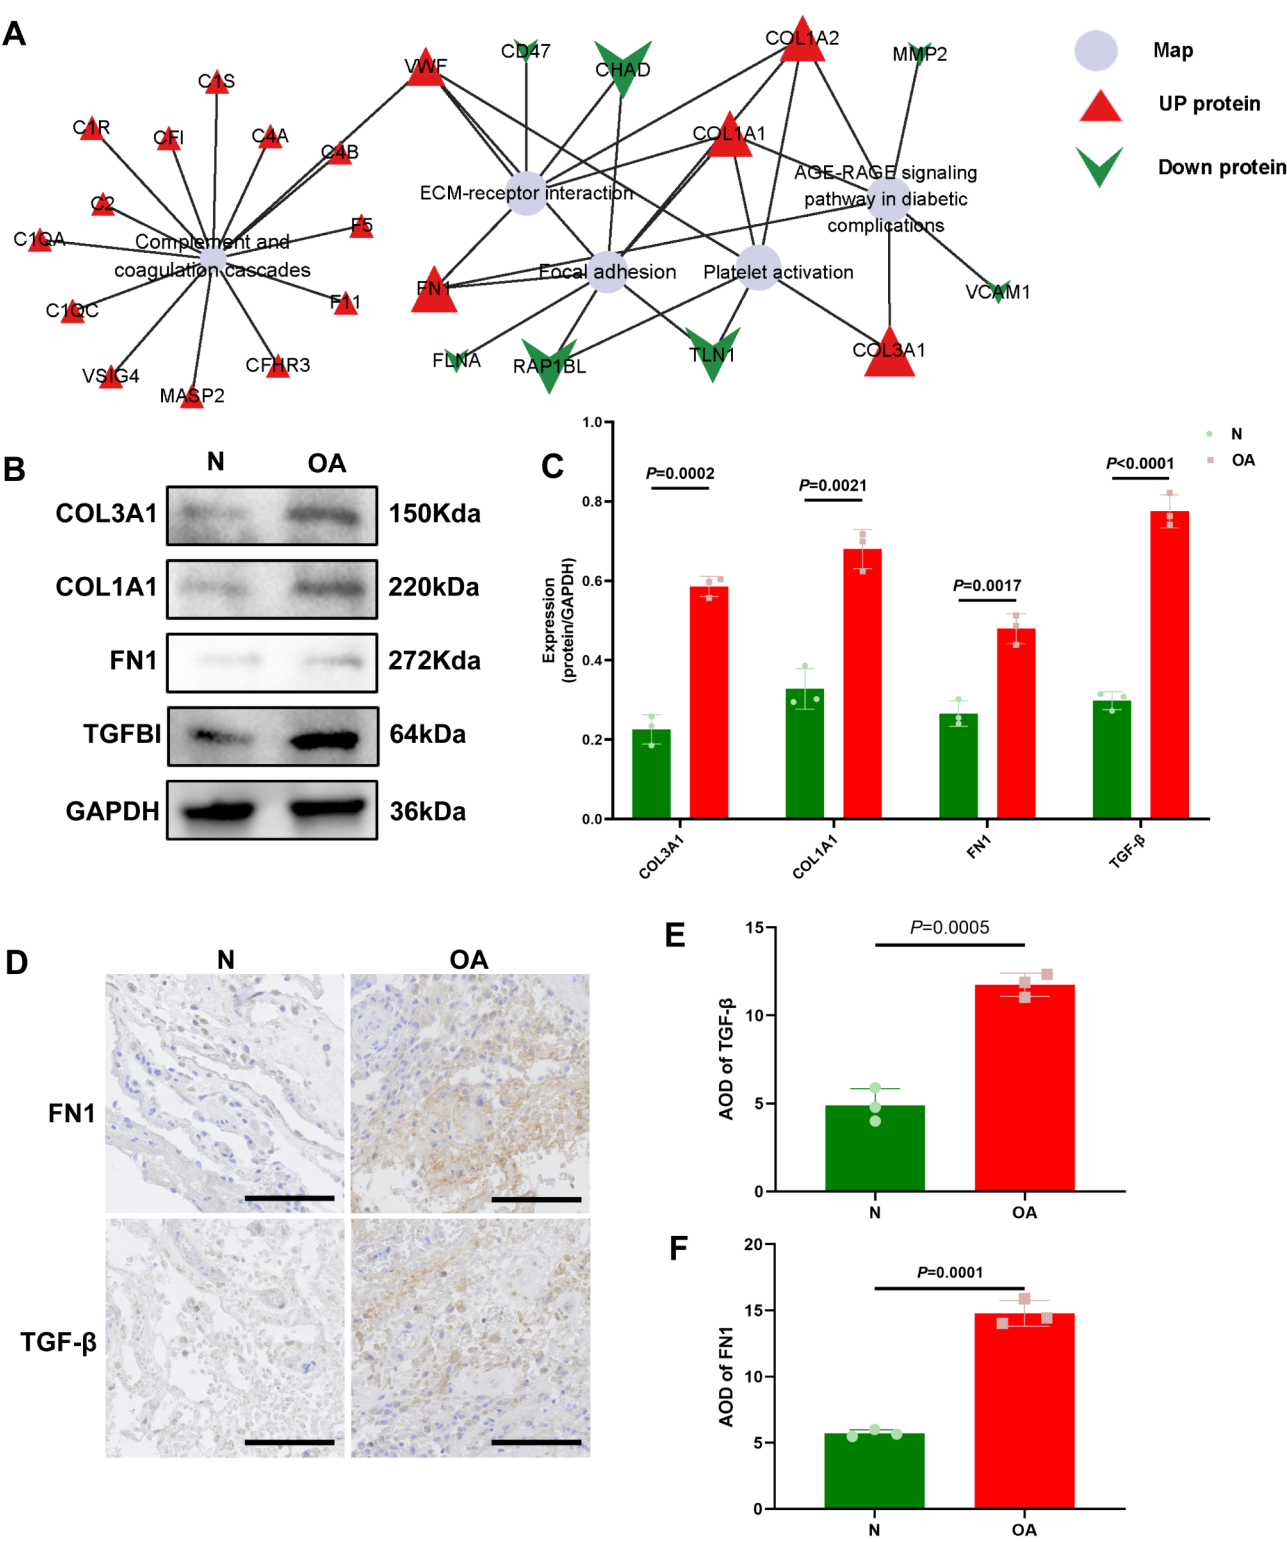 A
C1S
C1R
CFI
C4A
C4B
C2
C1QA
F5
Complement and
coagulation cascades
C1QC
F11
VSIG4
MASP2
CFHR3
VWF
CD47
CHAD
COL1A2
MMP2
COL1A1
ECM-receptor interaction
AGE-RAGE signaling
pathway in diabetic
complications
Focal adhesion
Platelet activation
FN1
VCAM1
FLNA
RAP1BL
TLN1
COL3A1
Map
UP protein
Down protein
B
N OA
COL3A1 150Kda
COL1A1 220kDa
FN1 272Kda
TGFBI 64kDa
GAPDH 36kDa
C
Expression
(protein/GAPDH)
1.0
0.8
0.6
0.4
0.2
0.0
P=0.0002
P=0.0021
P=0.0017
P<0.0001
N
OA
COL3A1
COL1A1
FN1
TGF-β
D
N OA
FN1
TGF-β
E
AOD of TGF-β
15
10
5
0
P=0.0005
N OA
F
AOD of FN1
20
15
10
5
0
P=0.0001
N OA